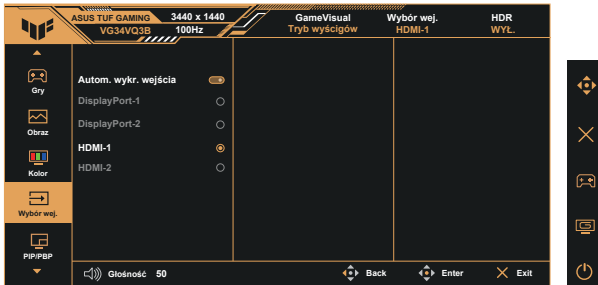 ASUS TUF GAMING 3440 x 1440
VG34VQ3B 100Hz
GameVisual
Tryb wyścigów
Wybór wej.
HDMI-1
HDR
WYŁ.
Gry
Obraz
Kolor
Wybór wej.
PIP/PBP
Autom. wykr. wejścia
DisplayPort-1
DisplayPort-2
HDMI-1
HDMI-2
Głośność 50
Back
Enter
Exit